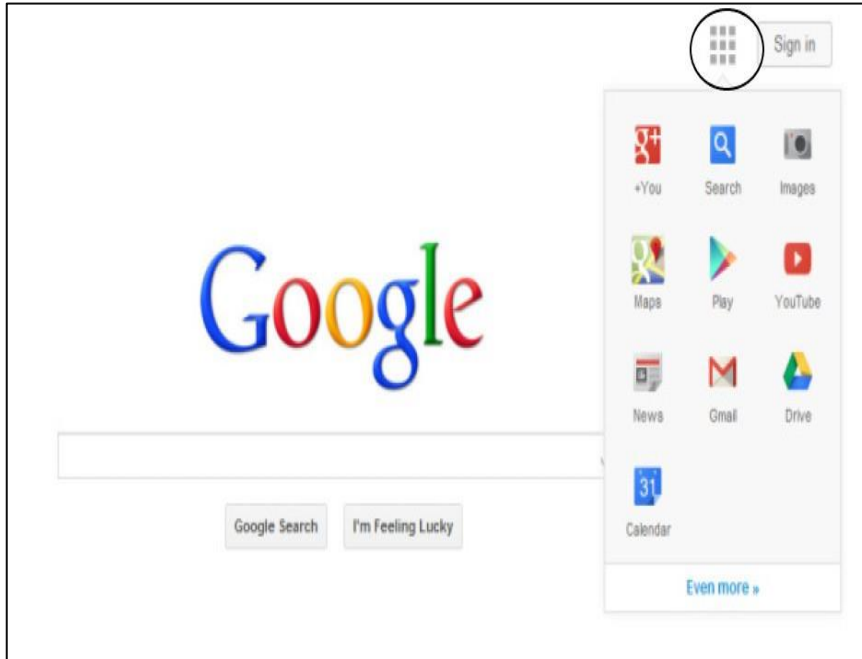 Sign in
g+
+You Search Images
Maps Play YouTube
Google
News Gmail Drive
31
Calendar
Google Search I'm Feeling Lucky
Even more »